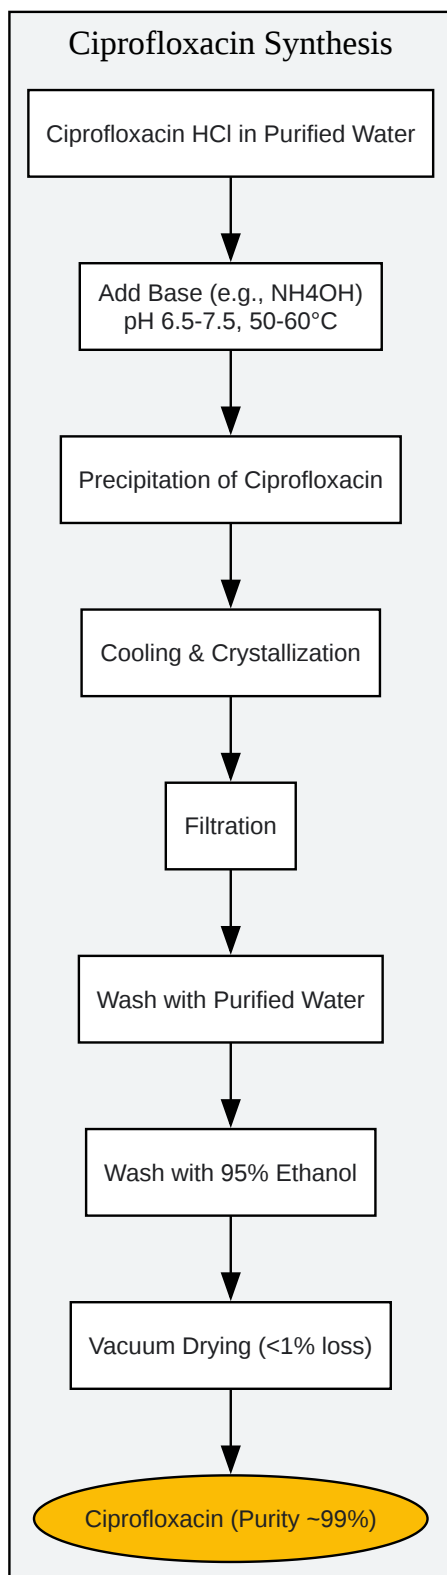 Ciprofloxacin Synthesis
Ciprofloxacin HCl in Purified Water
Add Base (e.g., NH4OH)
pH 6.5-7.5, 50-60°C
Precipitation of Ciprofloxacin
Cooling & Crystallization
Filtration
Wash with Purified Water
Wash with 95% Ethanol
Vacuum Drying (<1% loss)
Ciprofloxacin (Purity ~99%)